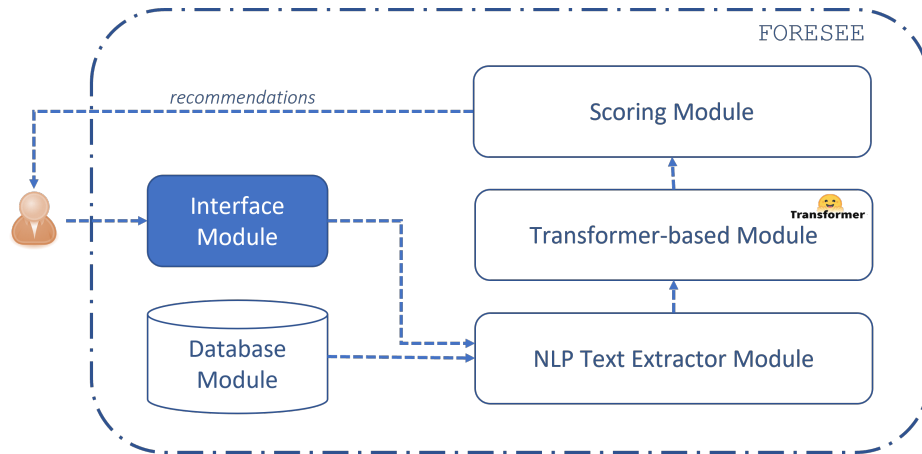 FORESEE
recommendations
Scoring Module
Interface
Module
Transformer
Transformer-based Module
Database
Module
NLP Text Extractor Module